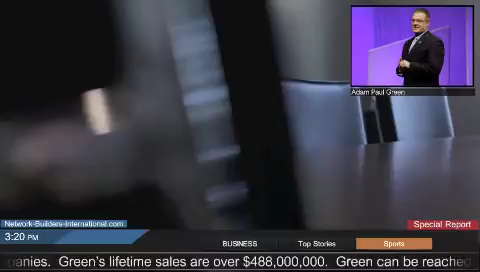 Adam Paul Green
Network-Builders-International.com
Special Report
3:20 PM
BUSINESS
Top Stories
Sports
panies. Green's lifetime sales are over $488,000,000. Green can be reached